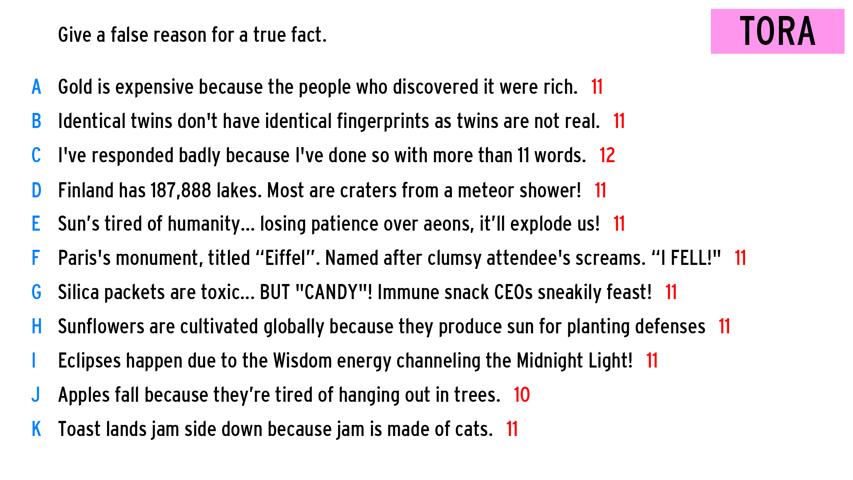 Give a false reason for a true fact.
TORA
A Gold is expensive because the people who discovered it were rich. 11
B Identical twins don't have identical fingerprints as twins are not real. 11
C I've responded badly because I've done so with more than 11 words. 12
D Finland has 187,888 lakes. Most are craters from a meteor shower! 11
E Sun’s tired of humanity... losing patience over aeons, it’ll explode us! 11
F Paris's monument, titled “Eiffel”. Named after clumsy attendee's screams. “I FELL!" 11
G Silica packets are toxic... BUT "CANDY"! Immune snack CEOs sneakily feast! 11
H Sunflowers are cultivated globally because they produce sun for planting defenses 11
I Eclipses happen due to the Wisdom energy channeling the Midnight Light! 11
J Apples fall because they’re tired of hanging out in trees. 10
K Toast lands jam side down because jam is made of cats. 11